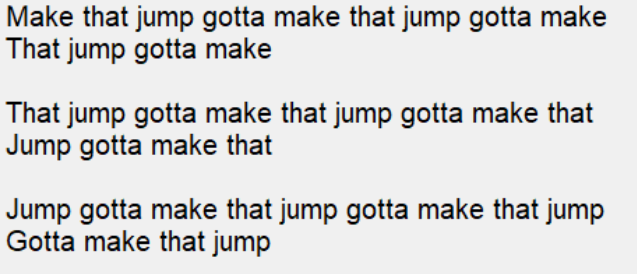 Make that jump gotta make that jump gotta make
That jump gotta make
That jump gotta make that jump gotta make that
Jump gotta make that
Jump gotta make that jump gotta make that jump
Gotta make that jump